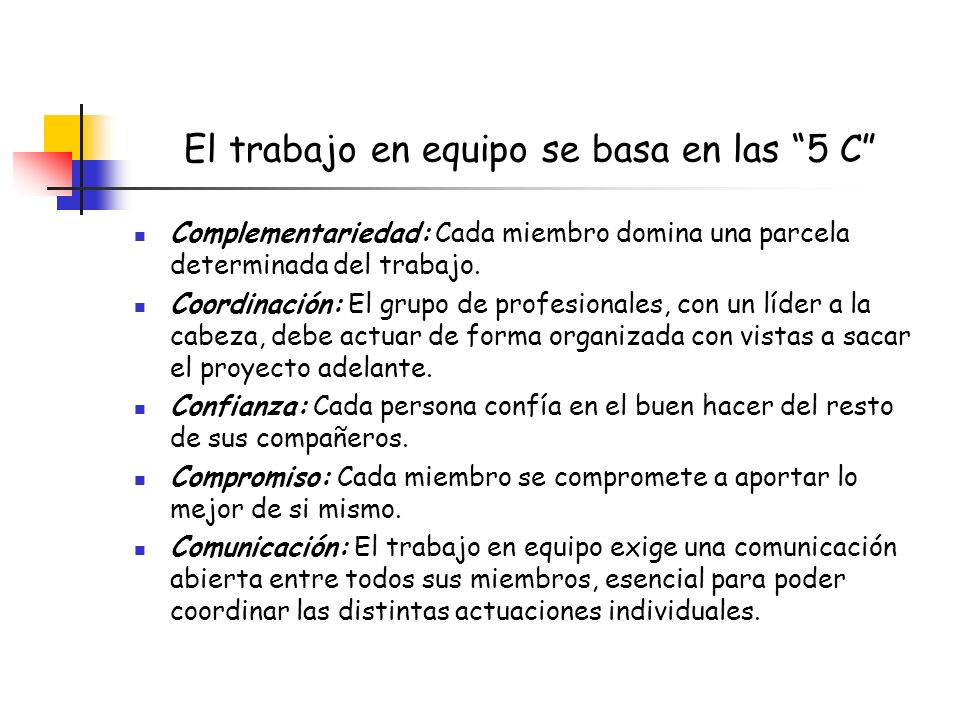 El trabajo en equipo se basa en las “5 C”
Complementariedad: Cada miembro domina una parcela
determinada del trabajo.
Coordinación: El grupo de profesionales, con un líder a la
cabeza, debe actuar de forma organizada con vistas a sacar
el proyecto adelante.
Confianza: Cada persona confía en el buen hacer del resto
de sus compañeros.
Compromiso: Cada miembro se compromete a aportar lo
mejor de si mismo.
Comunicación: El trabajo en equipo exige una comunicación
abierta entre todos sus miembros, esencial para poder
coordinar las distintas actuaciones individuales.